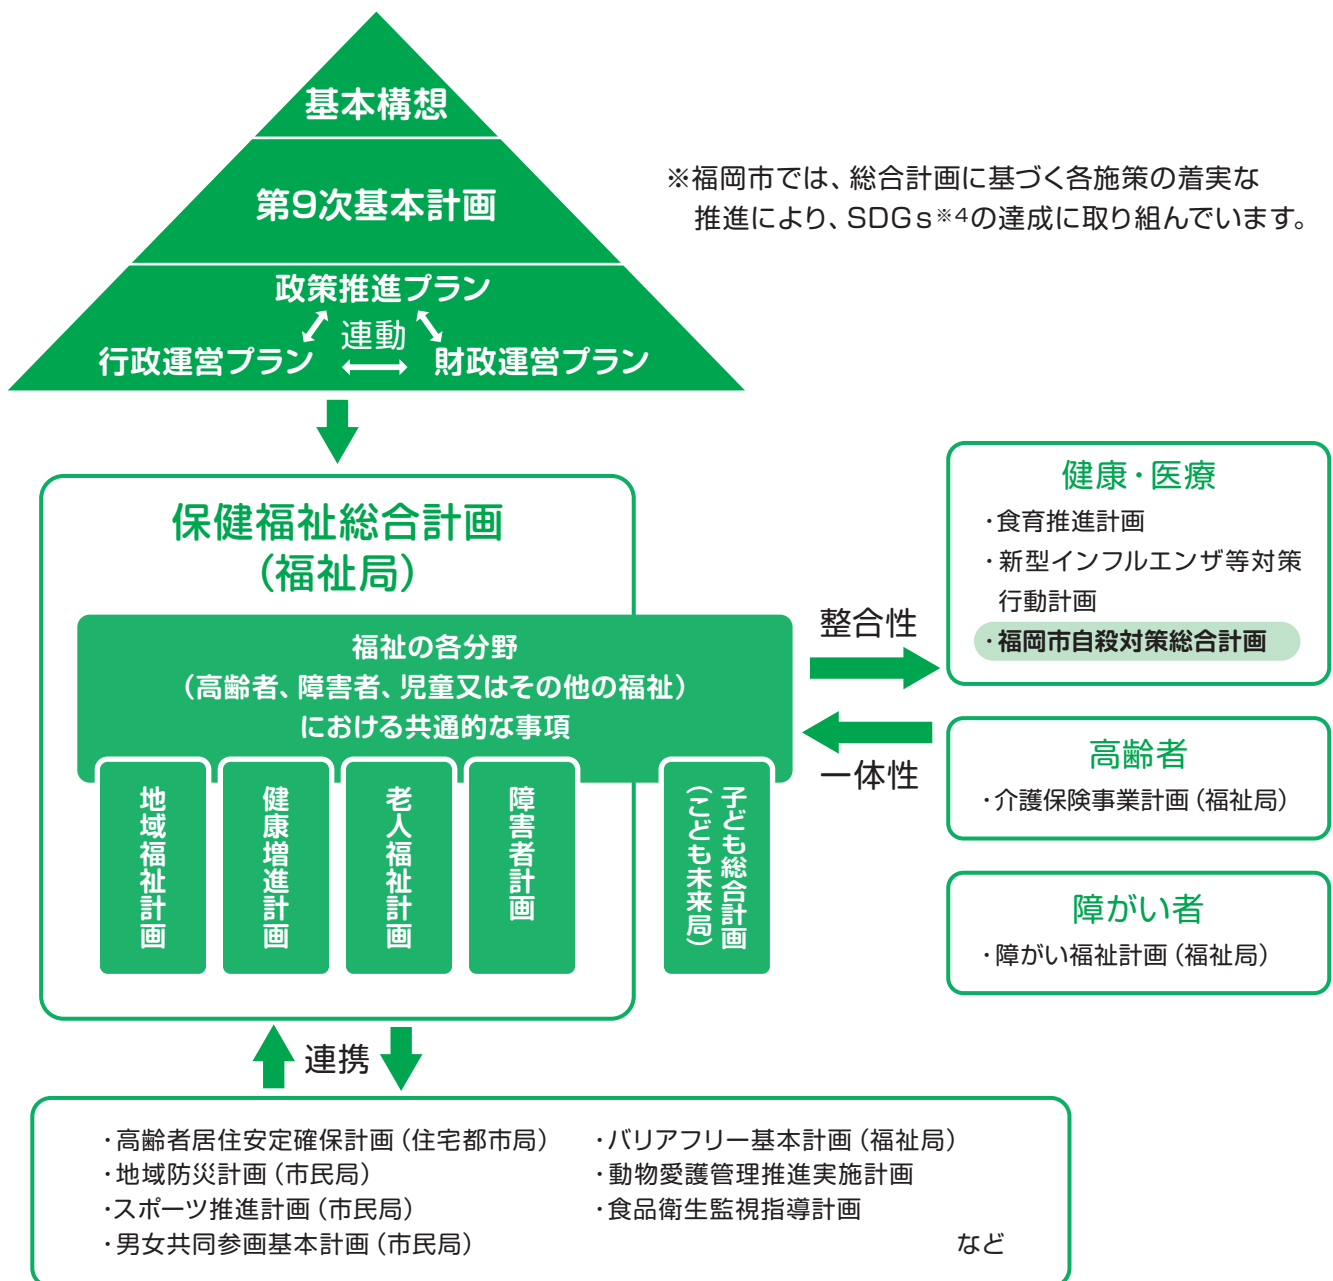 基本構想
第9次基本計画
政策推進プラン
連動
行政運営プラン
財政運営プラン
※福岡市では、総合計画に基づく各施策の着実な
推進により、SDGs※4の達成に取り組んでいます。
保健福祉総合計画
(福祉局)
福祉の各分野
(高齢者、障害者、児童又はその他の福祉)
における共通的な事項
地域福祉計画
健康増進計画
老人福祉計画
障害者計画
子ども総合計画
(こども未来局)
整合性
一体性
健康・医療
・食育推進計画
・新型インフルエンザ等対策
行動計画
・福岡市自殺対策総合計画
高齢者
・介護保険事業計画(福祉局)
障がい者
・障がい福祉計画(福祉局)
連携
・高齢者居住安定確保計画(住宅都市局)
・地域防災計画(市民局)
・スポーツ推進計画(市民局)
・男女共同参画基本計画(市民局)
・バリアフリー基本計画(福祉局)
・動物愛護管理推進実施計画
・食品衛生監視指導計画
など